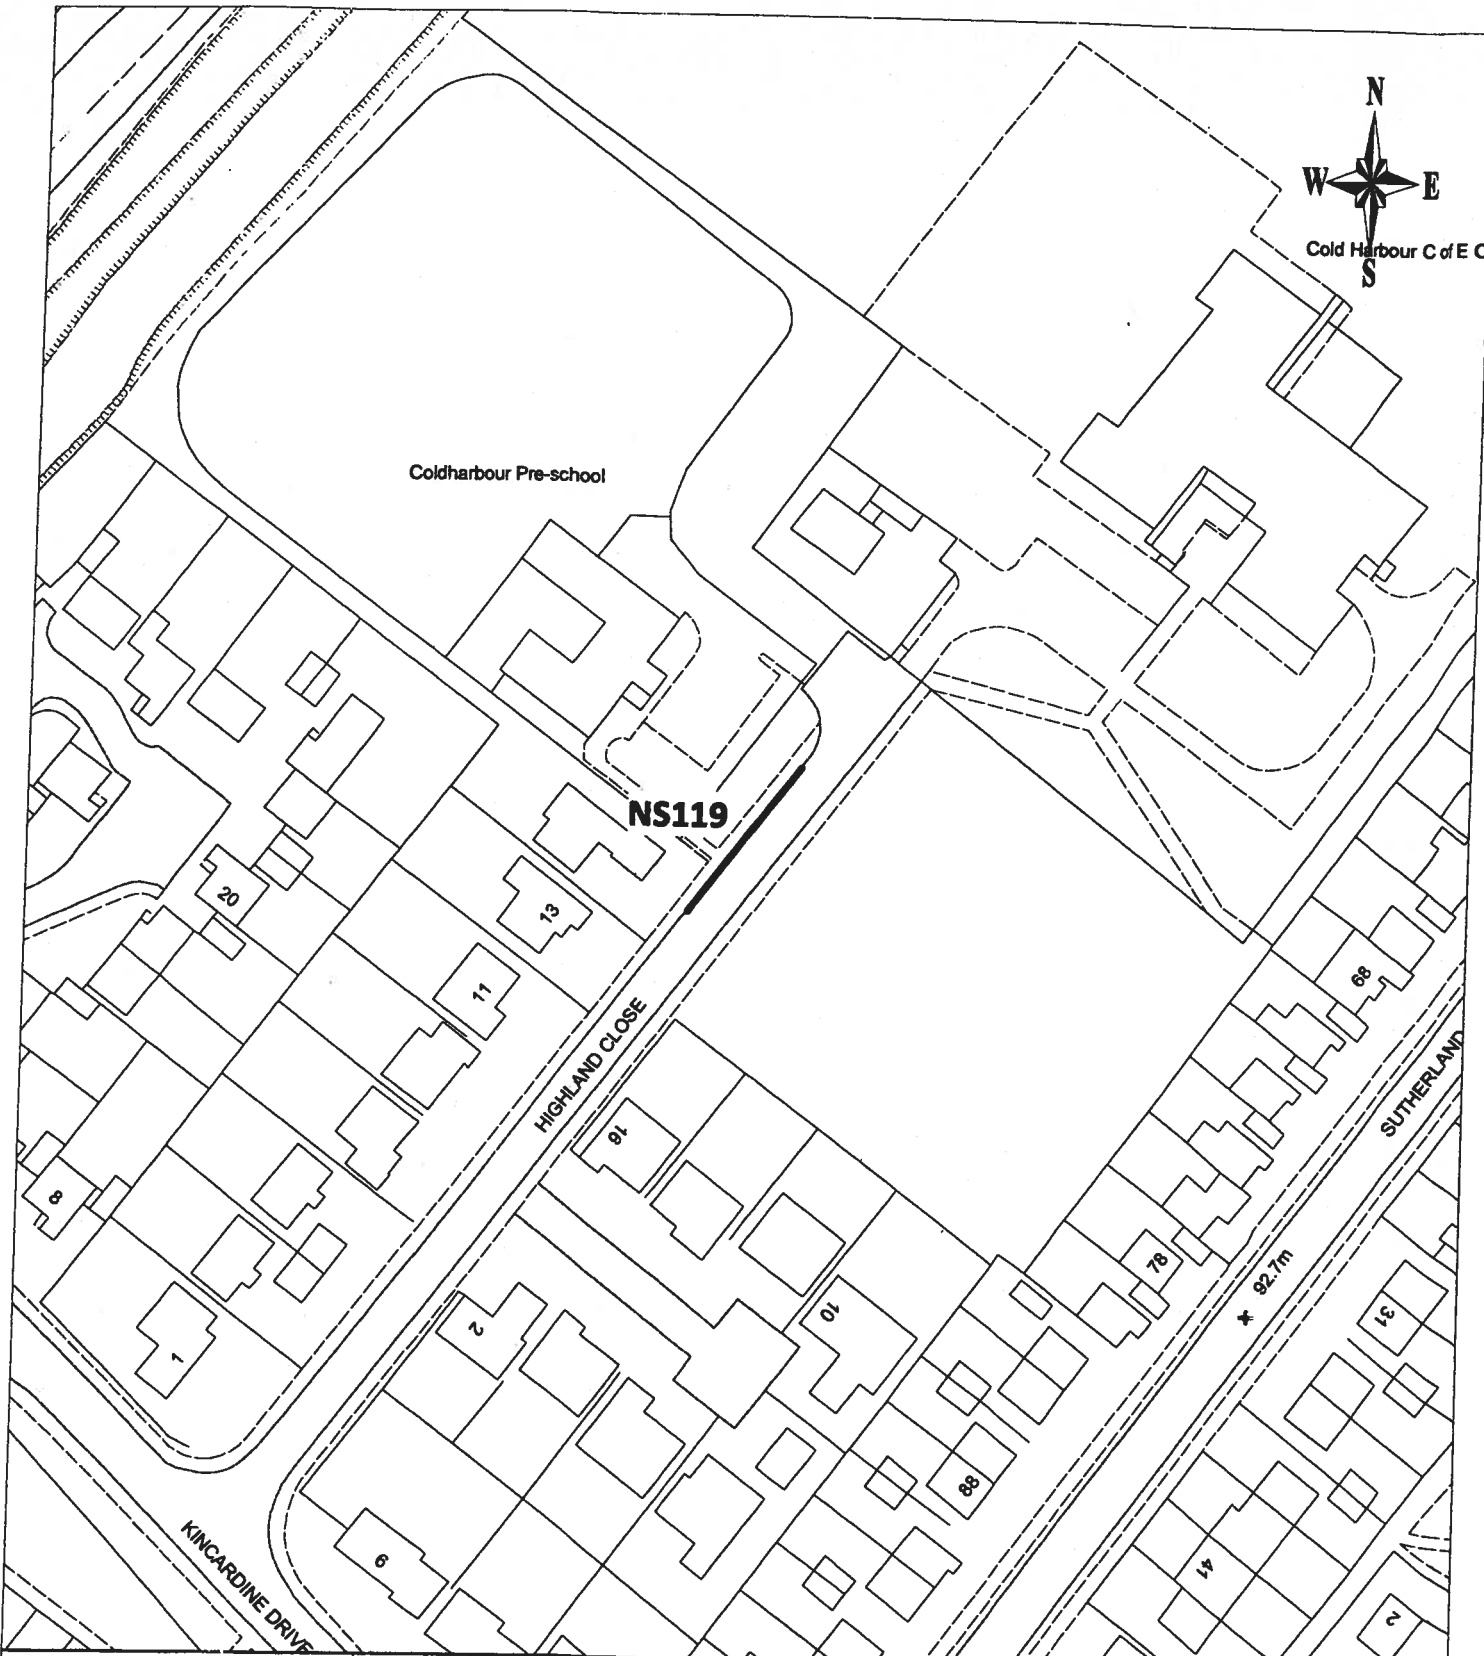 N
W E
S
Cold Harbour C of E C
Coldharbour Pre-school
NS119
20
13
11
68
HIGHLAND CLOSE
SUTHERLAND
16
8
78
92.7m
2
10
31
1
88
6
41
KINCARDINE DRIVE
2